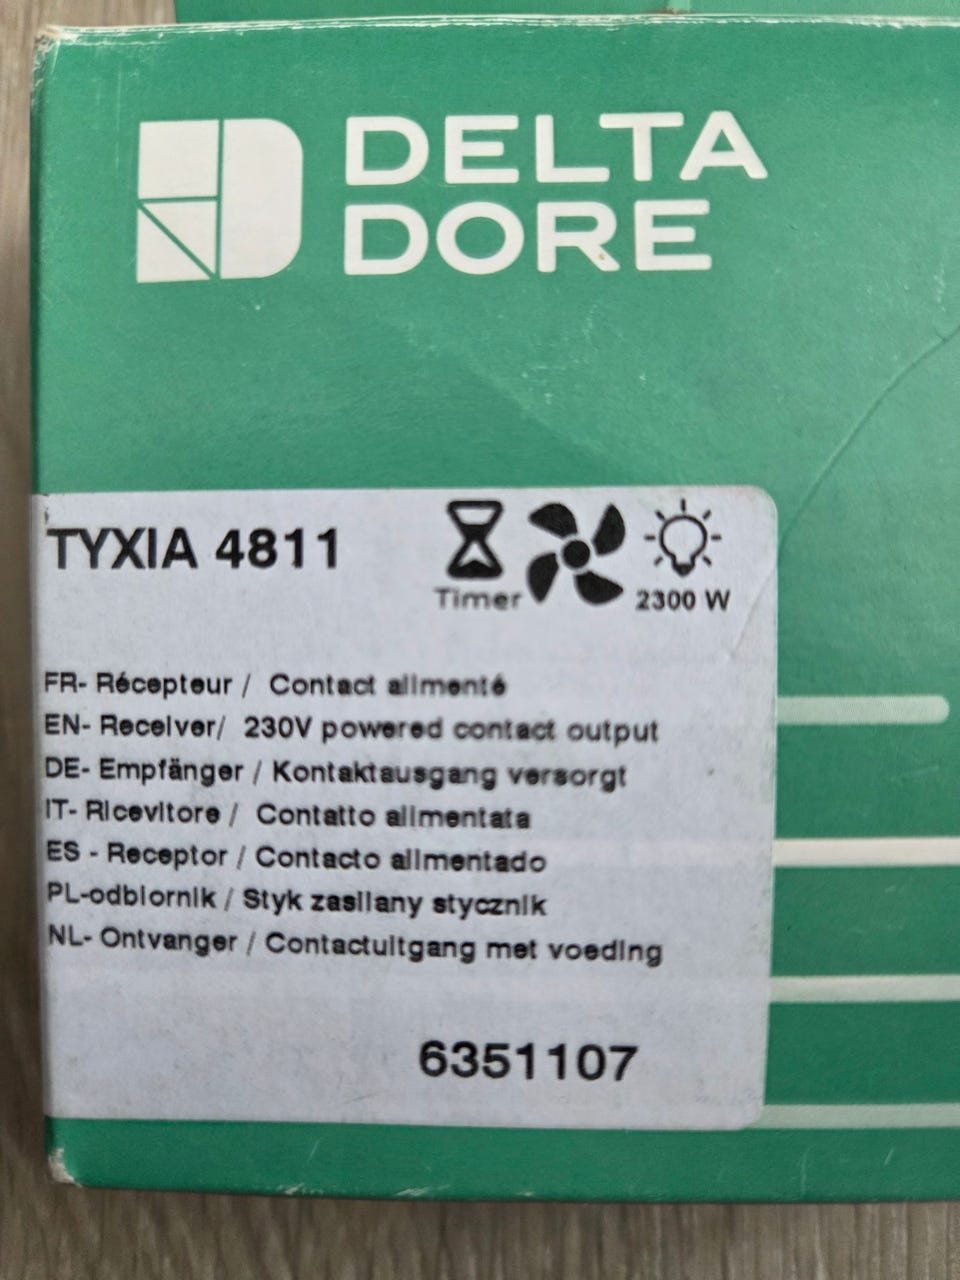 DELTA
DORE
TYXIA 4811
Timer
2300 W
FR- Récepteur / Contact alimenté
EN- Receiver/ 230V powered contact output
DE- Empfänger / Kontaktausgang versorgt
IT- Ricevitore / Contatto alimentata
ES - Receptor / Contacto alimentado
PL-odbiornik / Styk zasilany stycznik
NL- Ontvanger / Contactuitgang met voeding
6351107